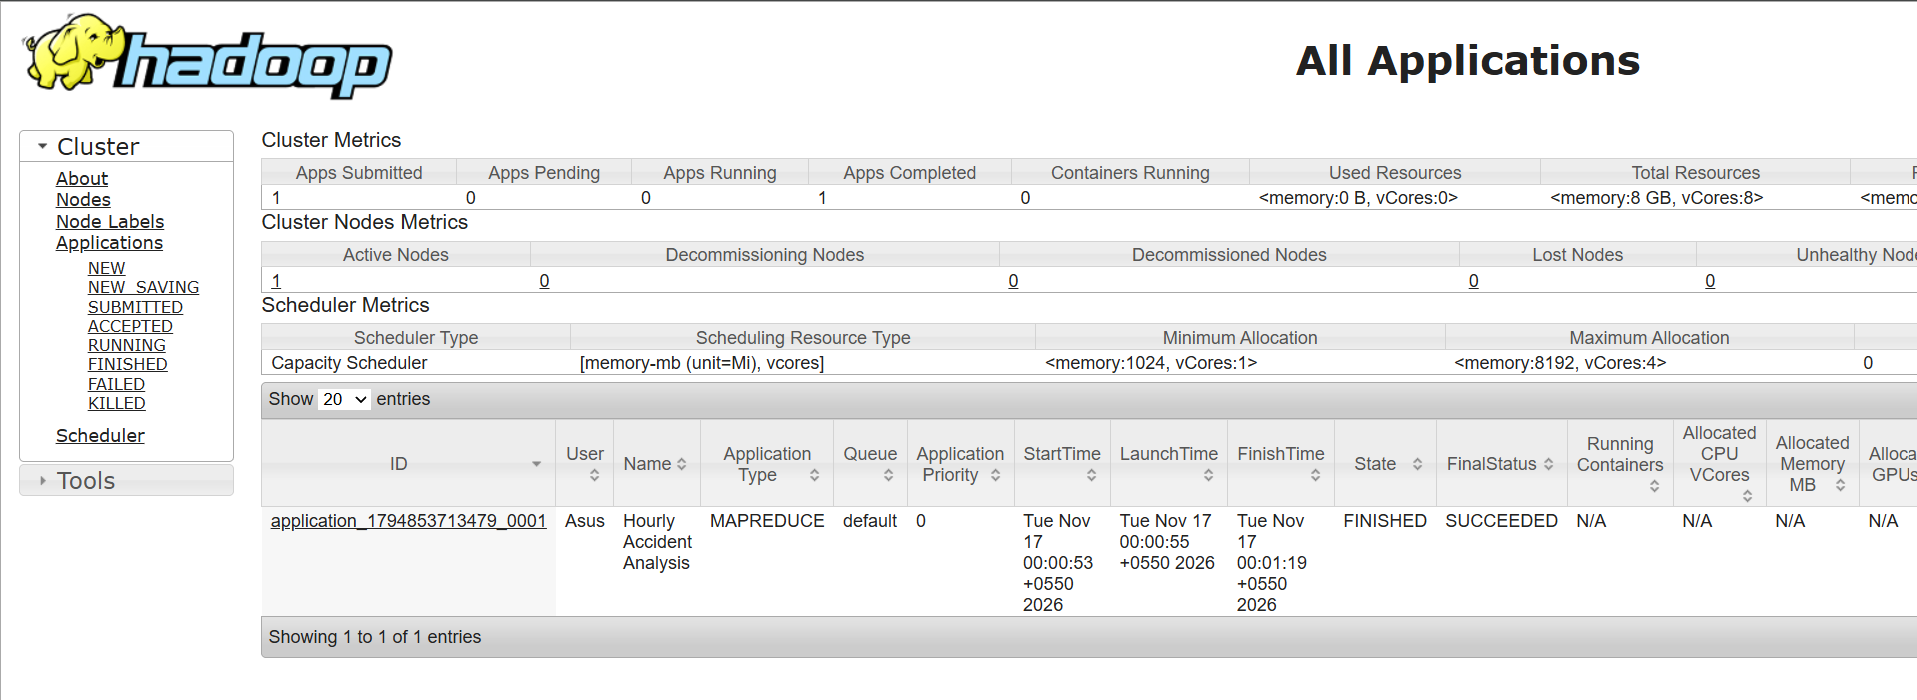 hadoop
All Applications
Cluster
About
Nodes
Node Labels
Applications
NEW
NEW_SAVING
SUBMITTED
ACCEPTED
RUNNING
FINISHED
FAILED
KILLED
Scheduler
Tools
Cluster Metrics
Apps Submitted Apps Pending Apps Running Apps Completed Containers Running Used Resources Total Resources
1 0 0 1 0 <memory:0 B, vCores:0> <memory:8 GB, vCores:8> <memo
Cluster Nodes Metrics
Active Nodes Decommissioning Nodes Decommissioned Nodes Lost Nodes Unhealthy Node
1 0 0 0 0
Scheduler Metrics
Scheduler Type Scheduling Resource Type Minimum Allocation Maximum Allocation
Capacity Scheduler [memory-mb (unit=Mi), vcores] <memory:1024, vCores:1> <memory:8192, vCores:4> 0
Show 20 entries
ID User Name Application Type Queue Application Priority StartTime LaunchTime FinishTime State FinalStatus Running Containers Allocated CPU VCores Allocated Memory MB Alloca GPUs
application_1794853713479_0001 Asus Hourly Accident Analysis MAPREDUCE default 0 Tue Nov 17 00:00:53 +0550 2026 Tue Nov 17 00:00:55 +0550 2026 Tue Nov 17 00:01:19 +0550 2026 FINISHED SUCCEEDED N/A N/A N/A N/A
Showing 1 to 1 of 1 entries